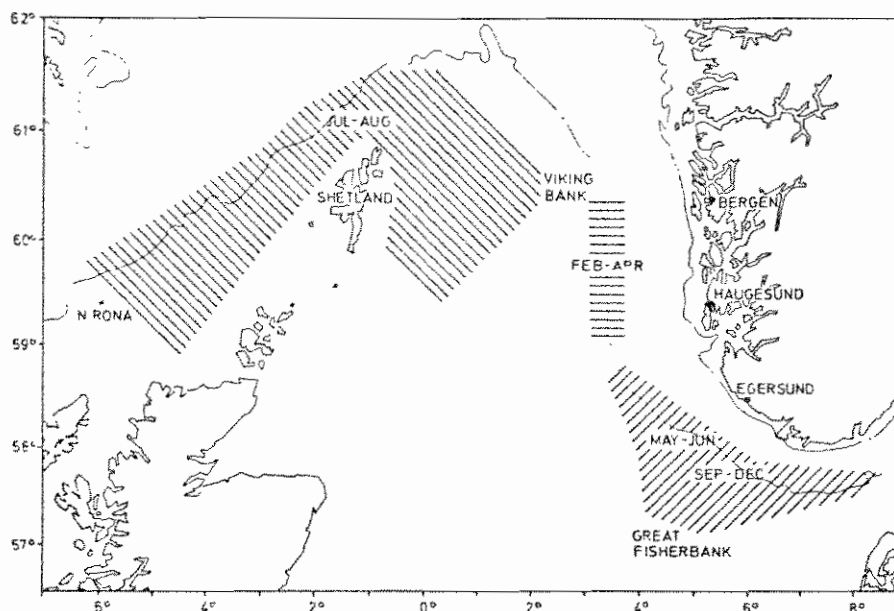 62°
61°
60°
59°
58°
57°
6°
4°
2°
0°
2°
4°
6°
8°
JUL-AUG
SHETLAND
VIKING
BANK
BERGEN
FEB-APR
HAUGESUND
N RONA
EGERSUND
MAY-JUN
SEP-DEC
GREAT
FISHERBANK